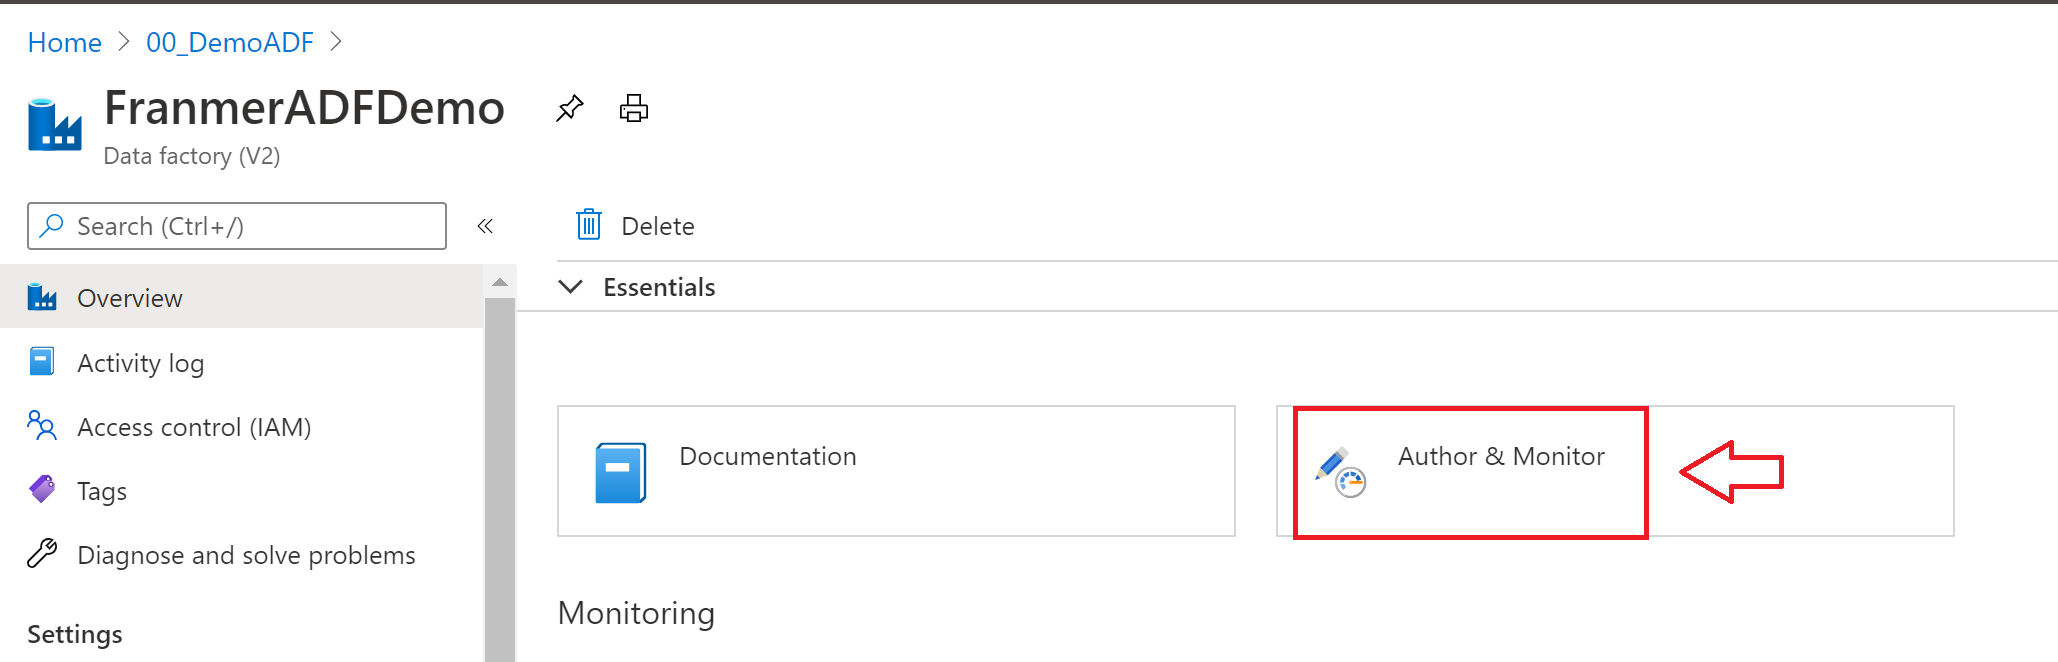 Home > 00_DemoADF >
FranmerADFDemo
Data factory (V2)
Search (Ctrl+/)
«
Delete
Essentials
Overview
Activity log
Access control (IAM)
Tags
Diagnose and solve problems
Settings
Documentation
Author & Monitor
Monitoring